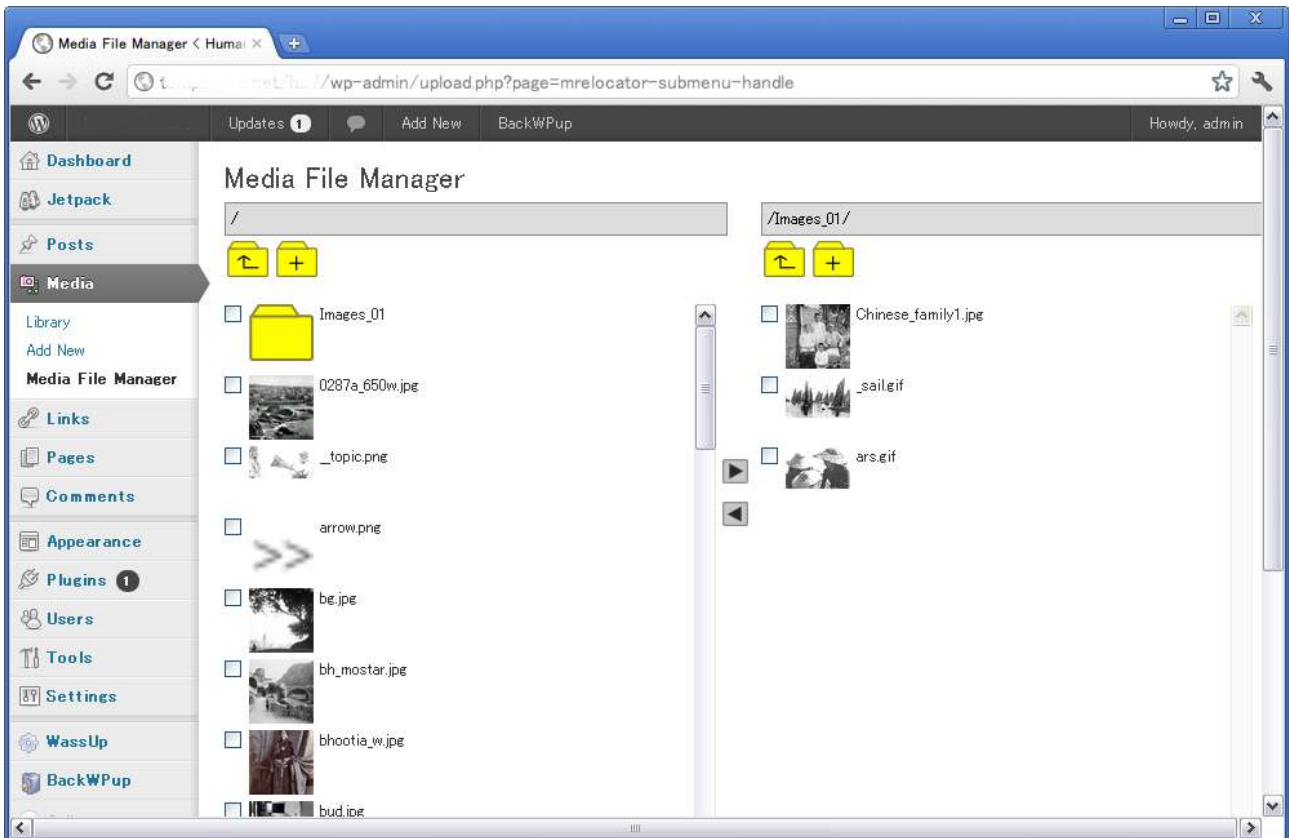 Media File Manager < Huma
/wp-admin/upload.php?page=mrelocator-submenu-handle
Updates 1 Add New BackWPup Howdy, admin
Dashboard
Jetpack
Posts
Media
Library
Add New
Media File Manager
Links
Pages
Comments
Appearance
Plugins 1
Users
Tools
Settings
WassUp
BackWPup
Media File Manager
/
Images_01
0287a_650w.jpg
__topic.png
arrow.png
>>
bg.jpg
bh_mostar.jpg
bhootia_w.jpg
bud.jpg
/Images_01/
Chinese_family1.jpg
_sail.gif
ars.gif